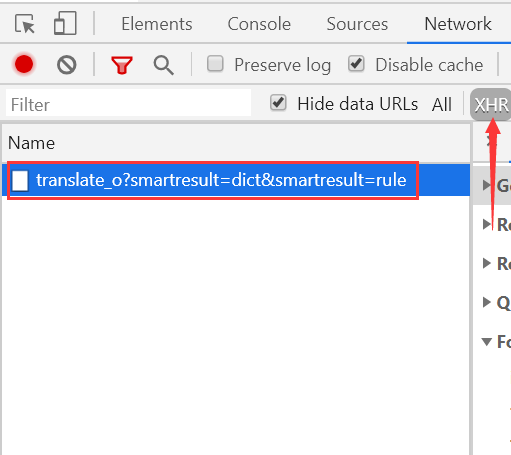 Elements Console Sources Network
Preserve log Disable cache
Filter Hide data URLs All XHR
Name
translate_o?smartresult=dict&smartresult=rule
Q